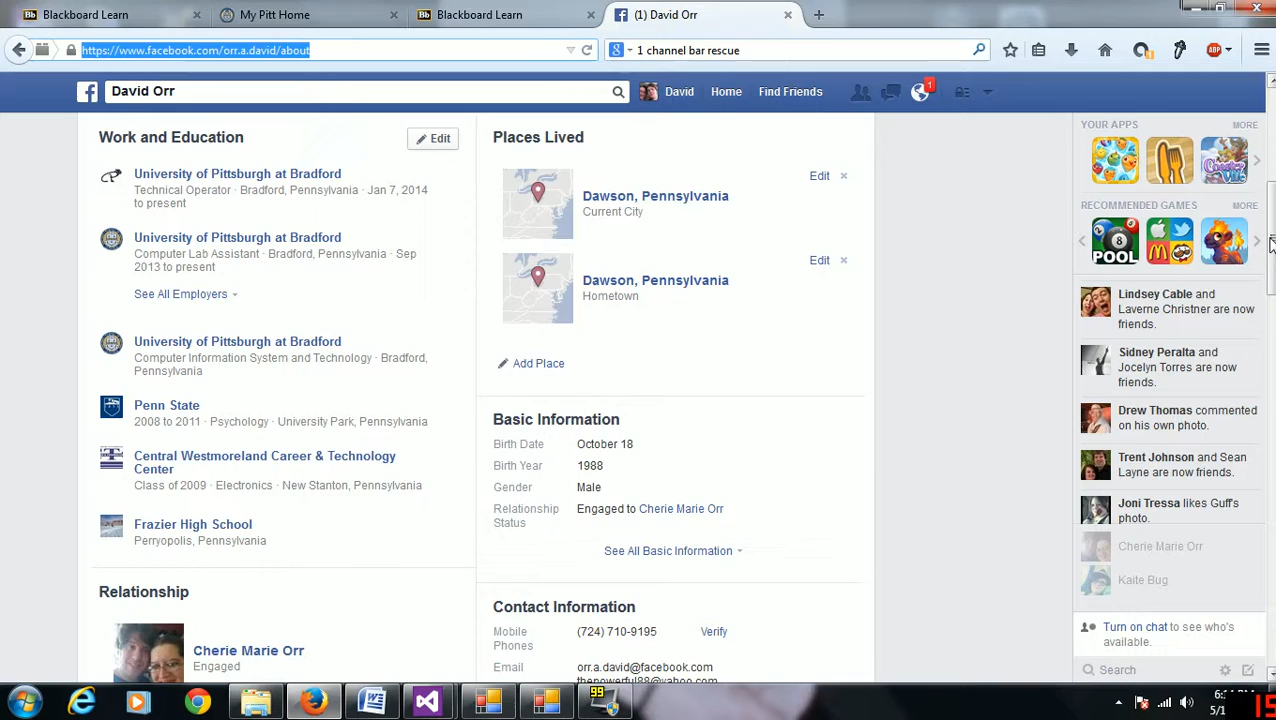 Blackboard Learn
My Pitt Home
Blackboard Learn
(1) David Orr
https://www.facebook.com/orr.a.david/about
1 channel bar rescue
David Orr
David
Home
Find Friends
1
Work and Education
Edit
University of Pittsburgh at Bradford
Technical Operator · Bradford, Pennsylvania · Jan 7, 2014
to present
University of Pittsburgh at Bradford
Computer Lab Assistant · Bradford, Pennsylvania · Sep
2013 to present
See All Employers
University of Pittsburgh at Bradford
Computer Information System and Technology · Bradford,
Pennsylvania
Penn State
2008 to 2011 · Psychology · University Park, Pennsylvania
Central Westmoreland Career & Technology
Center
Class of 2009 · Electronics · New Stanton, Pennsylvania
Frazier High School
Perryopolis, Pennsylvania
Relationship
Cherie Marie Orr
Engaged
Places Lived
Dawson, Pennsylvania
Current City
Edit
Dawson, Pennsylvania
Hometown
Edit
Add Place
Basic Information
Birth Date October 18
Birth Year 1988
Gender Male
Relationship Status Engaged to Cherie Marie Orr
See All Basic Information
Contact Information
Mobile Phones (724) 710-9195 Verify
Email orr.a.david@facebook.com
thepowerful88@yahoo.com
YOUR APPS MORE
RECOMMENDED GAMES MORE
POOL
Lindsey Cable and
Laverne Christner are now
friends.
Sidney Peralta and
Jocelyn Torres are now
friends.
Drew Thomas commented
on his own photo.
Trent Johnson and Sean
Layne are now friends.
Joni Tressa likes Guff's
photo.
Cherie Marie Orr
Kaite Bug
Turn on chat to see who's
available.
Search
99